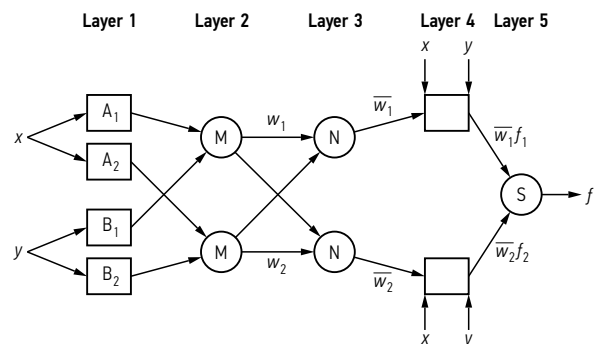 Layer 1 Layer 2 Layer 3 Layer 4 Layer 5
x y
A₁ w₁ w̅₁
M N
x A₂ w̅₁f₁
S f
B₁
y M N w̅₂f₂
B₂ w₂ w̅₂
x y